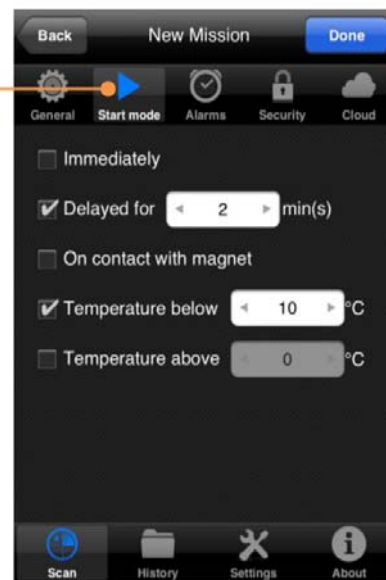 Back New Mission Done
General Start mode Alarms Security Cloud
Immediately
Delayed for 2 min(s)
On contact with magnet
Temperature below 10 °C
Temperature above 0 °C
Scan History Settings About